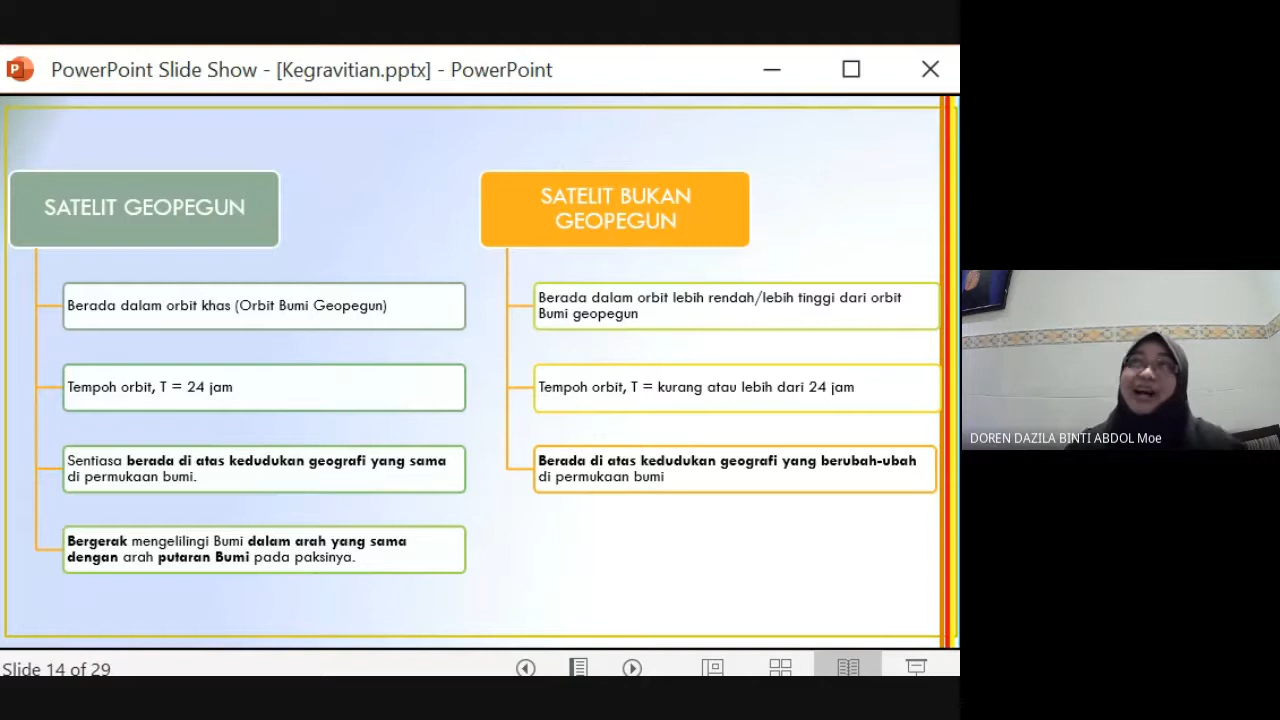 PowerPoint Slide Show - [Kegravitian.pptx] - PowerPoint
SATELIT GEOPEGUN
Berada dalam orbit khas (Orbit Bumi Geopegun)
Tempoh orbit, T = 24 jam
Sentiasa berada di atas kedudukan geografi yang sama
di permukaan bumi.
Bergerak mengelilingi Bumi dalam arah yang sama
dengan arah putaran Bumi pada paksinya.
SATELIT BUKAN
GEOPEGUN
Berada dalam orbit lebih rendah/lebih tinggi dari orbit
Bumi geopegun
Tempoh orbit, T = kurang atau lebih dari 24 jam
Berada di atas kedudukan geografi yang berubah-ubah
di permukaan bumi
DOREN DAZILA BINTI ABDOL Moe
Slide 14 of 29